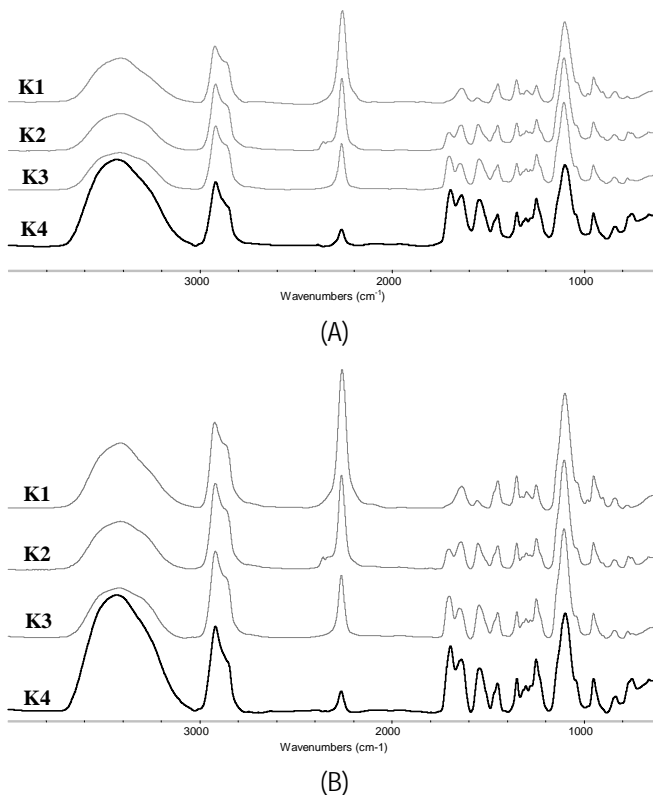 K1
K2
K3
K4
3000 2000 1000
Wavenumbers (cm-1)
(A)
K1
K2
K3
K4
3000 2000 1000
Wavenumbers (cm-1)
(B)